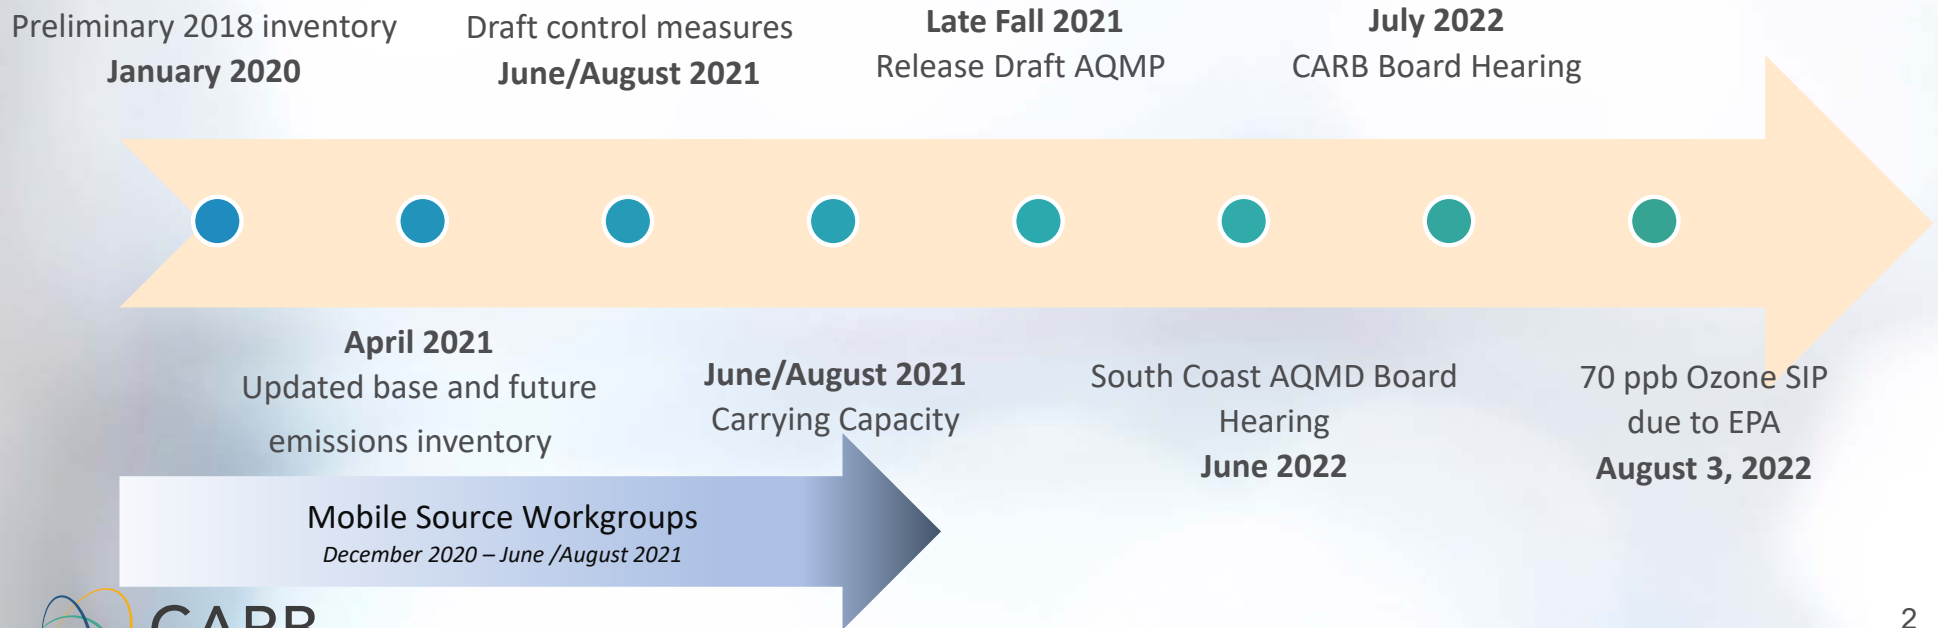 Preliminary 2018 inventory
January 2020
Draft control measures
June/August 2021
Late Fall 2021
Release Draft AQMP
July 2022
CARB Board Hearing
April 2021
Updated base and future
emissions inventory
June/August 2021
Carrying Capacity
South Coast AQMD Board
Hearing
June 2022
70 ppb Ozone SIP
due to EPA
August 3, 2022
Mobile Source Workgroups
December 2020 – June /August 2021
CARB
2